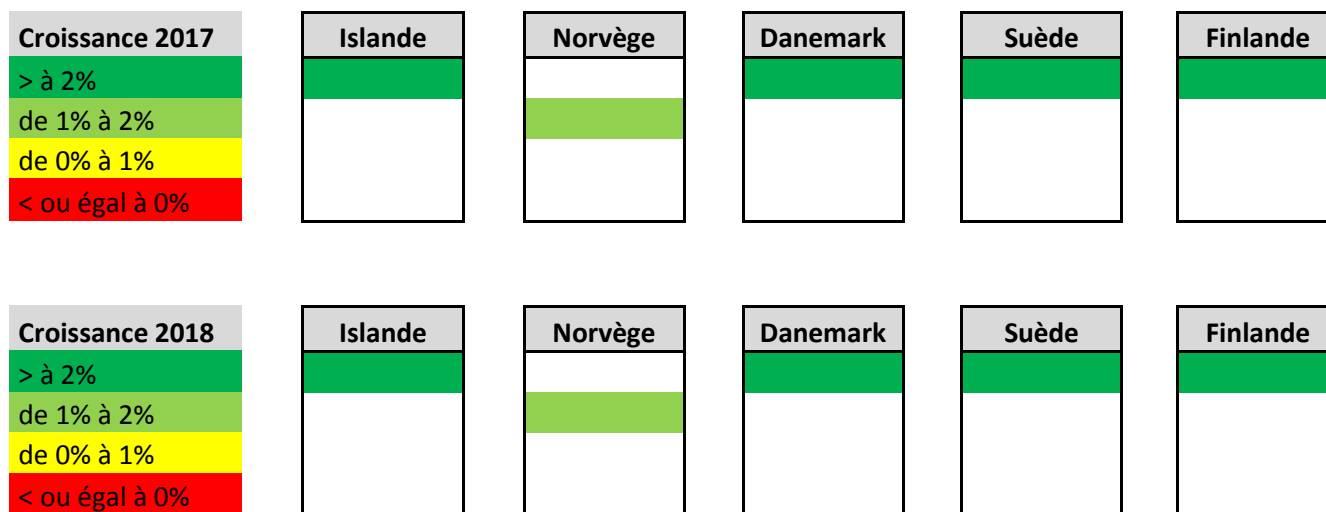 Croissance 2017 Islande Norvège Danemark Suède Finlande
> à 2%
de 1% à 2%
de 0% à 1%
< ou égal à 0%
Croissance 2018 Islande Norvège Danemark Suède Finlande
> à 2%
de 1% à 2%
de 0% à 1%
< ou égal à 0%